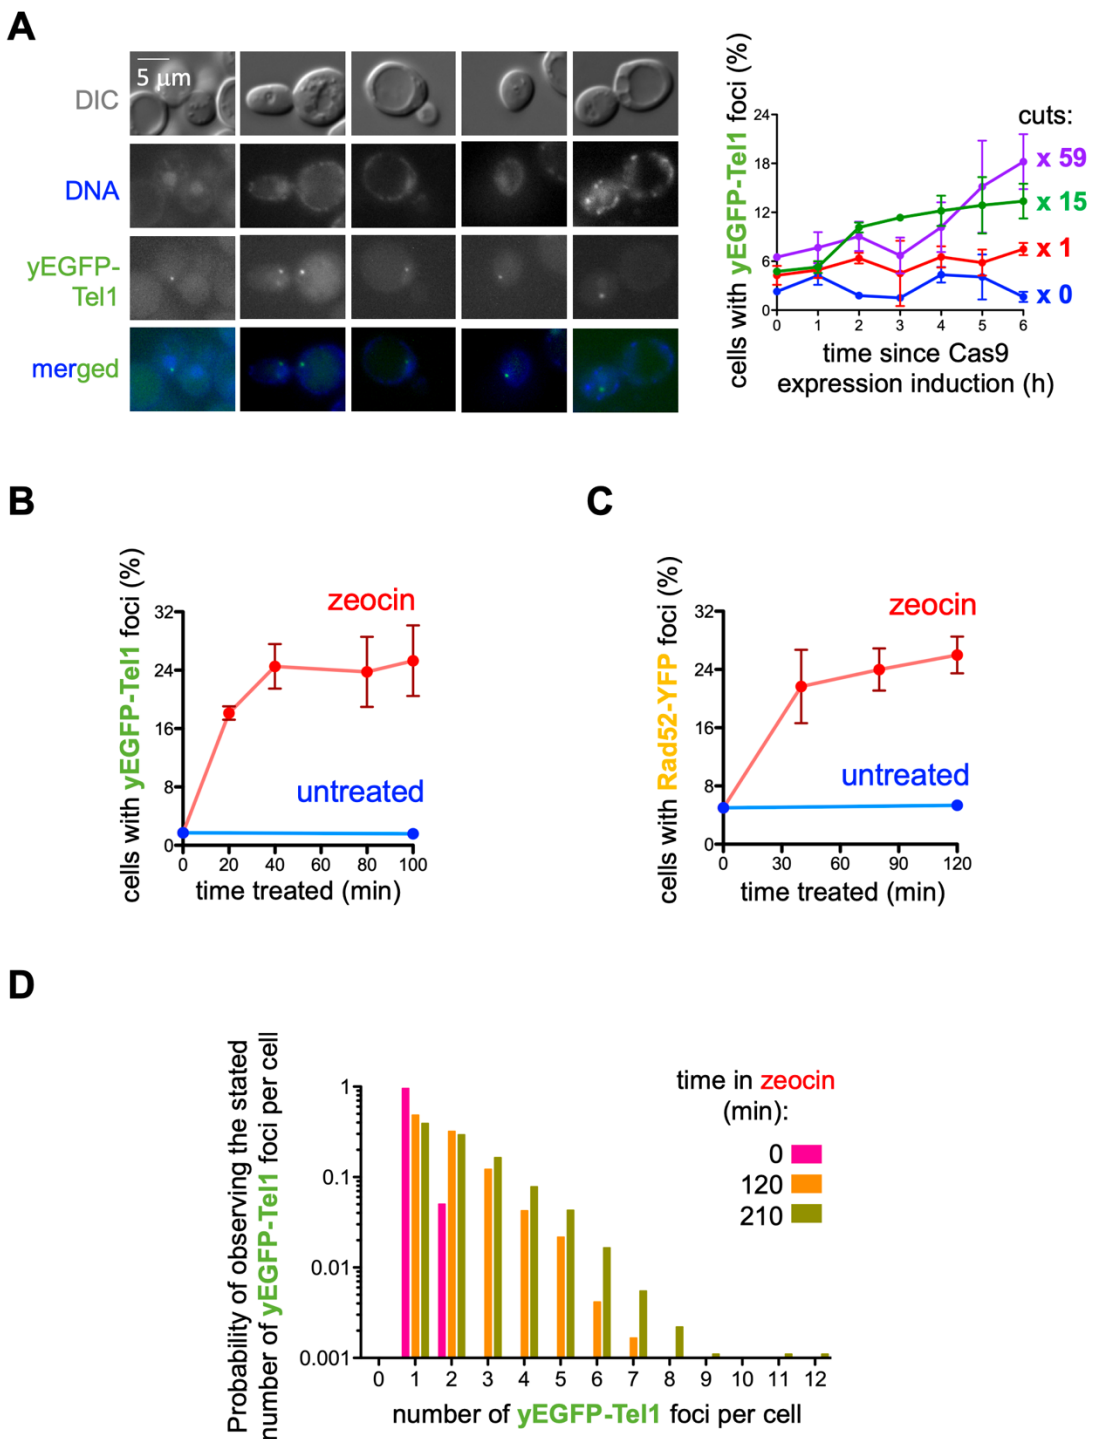 A
5 µm
DIC
DNA
yEGFP-
Tel1
merged
cells with yEGFP-Tel1 foci (%)
24
18
12
6
0
0 1 2 3 4 5 6
time since Cas9
expression induction (h)
cuts:
x 59
x 15
x 1
x 0
B
cells with yEGFP-Tel1 foci (%)
32
24
16
8
0
0 20 40 60 80 100
time treated (min)
zeocin
untreated
C
cells with Rad52-YFP foci (%)
32
24
16
8
0
0 30 60 90 120
time treated (min)
zeocin
untreated
D
Probability of observing the stated
number of yEGFP-Tel1 foci per cell
1
0.1
0.01
0.001
0 1 2 3 4 5 6 7 8 9 10 11 12
number of yEGFP-Tel1 foci per cell
time in zeocin
(min):
0
120
210